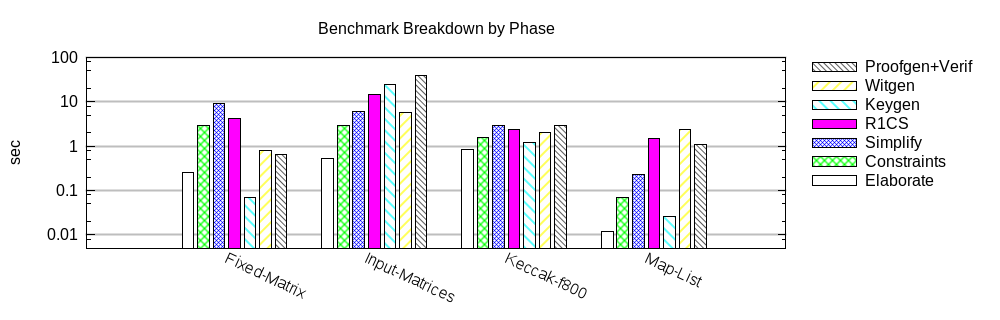 Benchmark Breakdown by Phase
100
10
1
0.1
0.01
sec
Fixed-Matrix
Input-Matrices
Keccak-f800
Map-List
Proofgen+Verif
Witgen
Keygen
R1CS
Simplify
Constraints
Elaborate